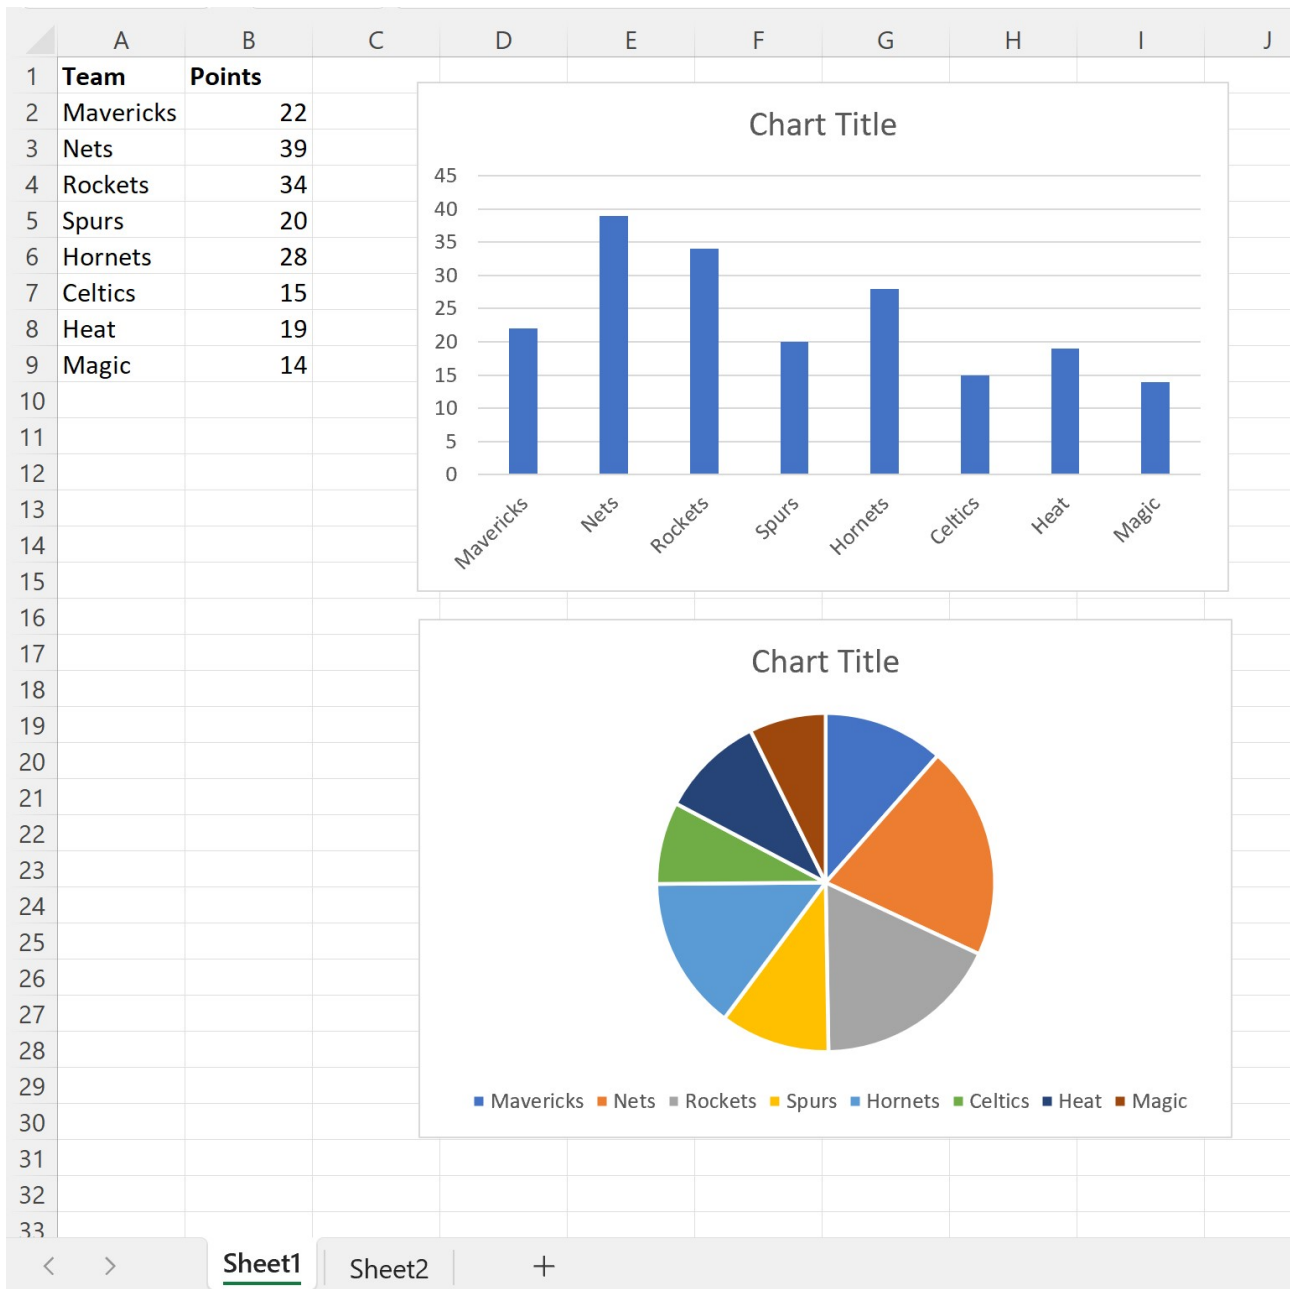 A B C D E F G H I J
1 Team Points
2 Mavericks 22
3 Nets 39
4 Rockets 34
5 Spurs 20
6 Hornets 28
7 Celtics 15
8 Heat 19
9 Magic 14
10
11
12
13
14
15
16
17
18
19
20
21
22
23
24
25
26
27
28
29
30
31
32
33
Chart Title
45
40
35
30
25
20
15
10
5
0
Mavericks Nets Rockets Spurs Hornets Celtics Heat Magic
Chart Title
Mavericks Nets Rockets Spurs Hornets Celtics Heat Magic
Sheet1 Sheet2